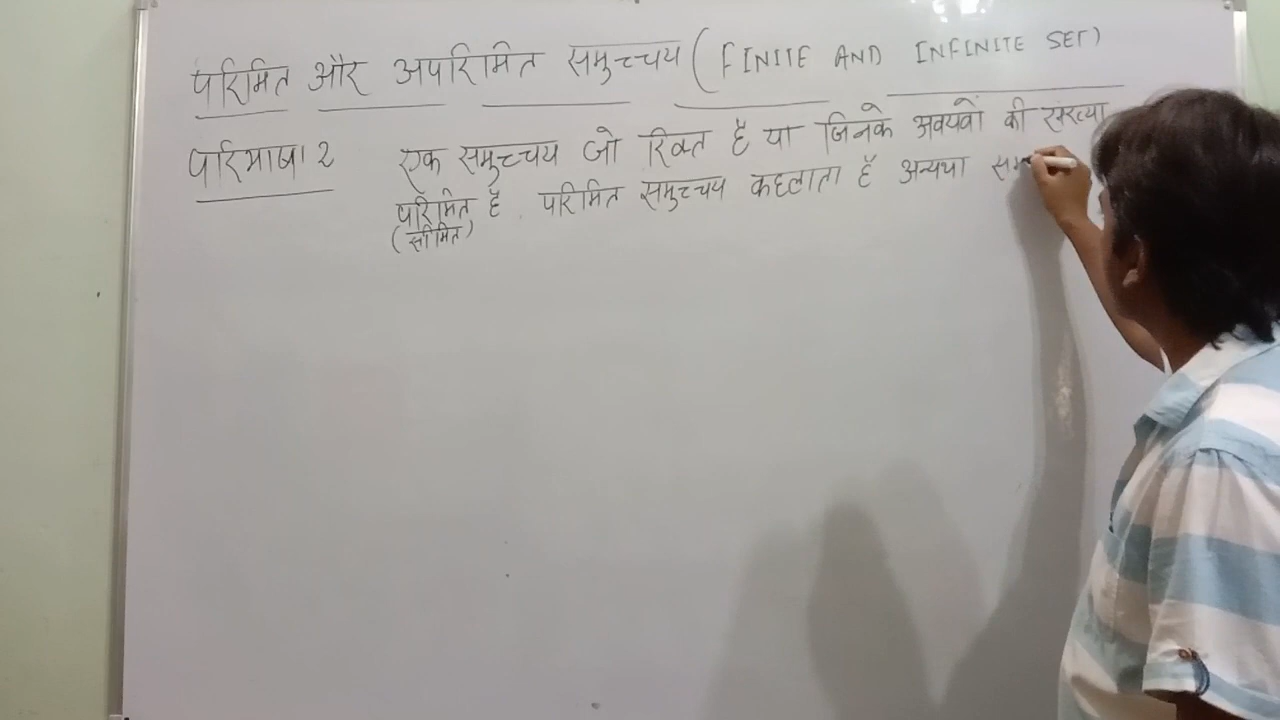 परिमित और अपरिमित समुच्चय ( FINITE AND INFINITE SET)
परिभाषा 2 एक समुच्चय जो रिक्त है या जिनके अवयवों की संख्या
परिमित है परिमित समुच्चय कहलाता है अन्यथा सम
(सीमित)